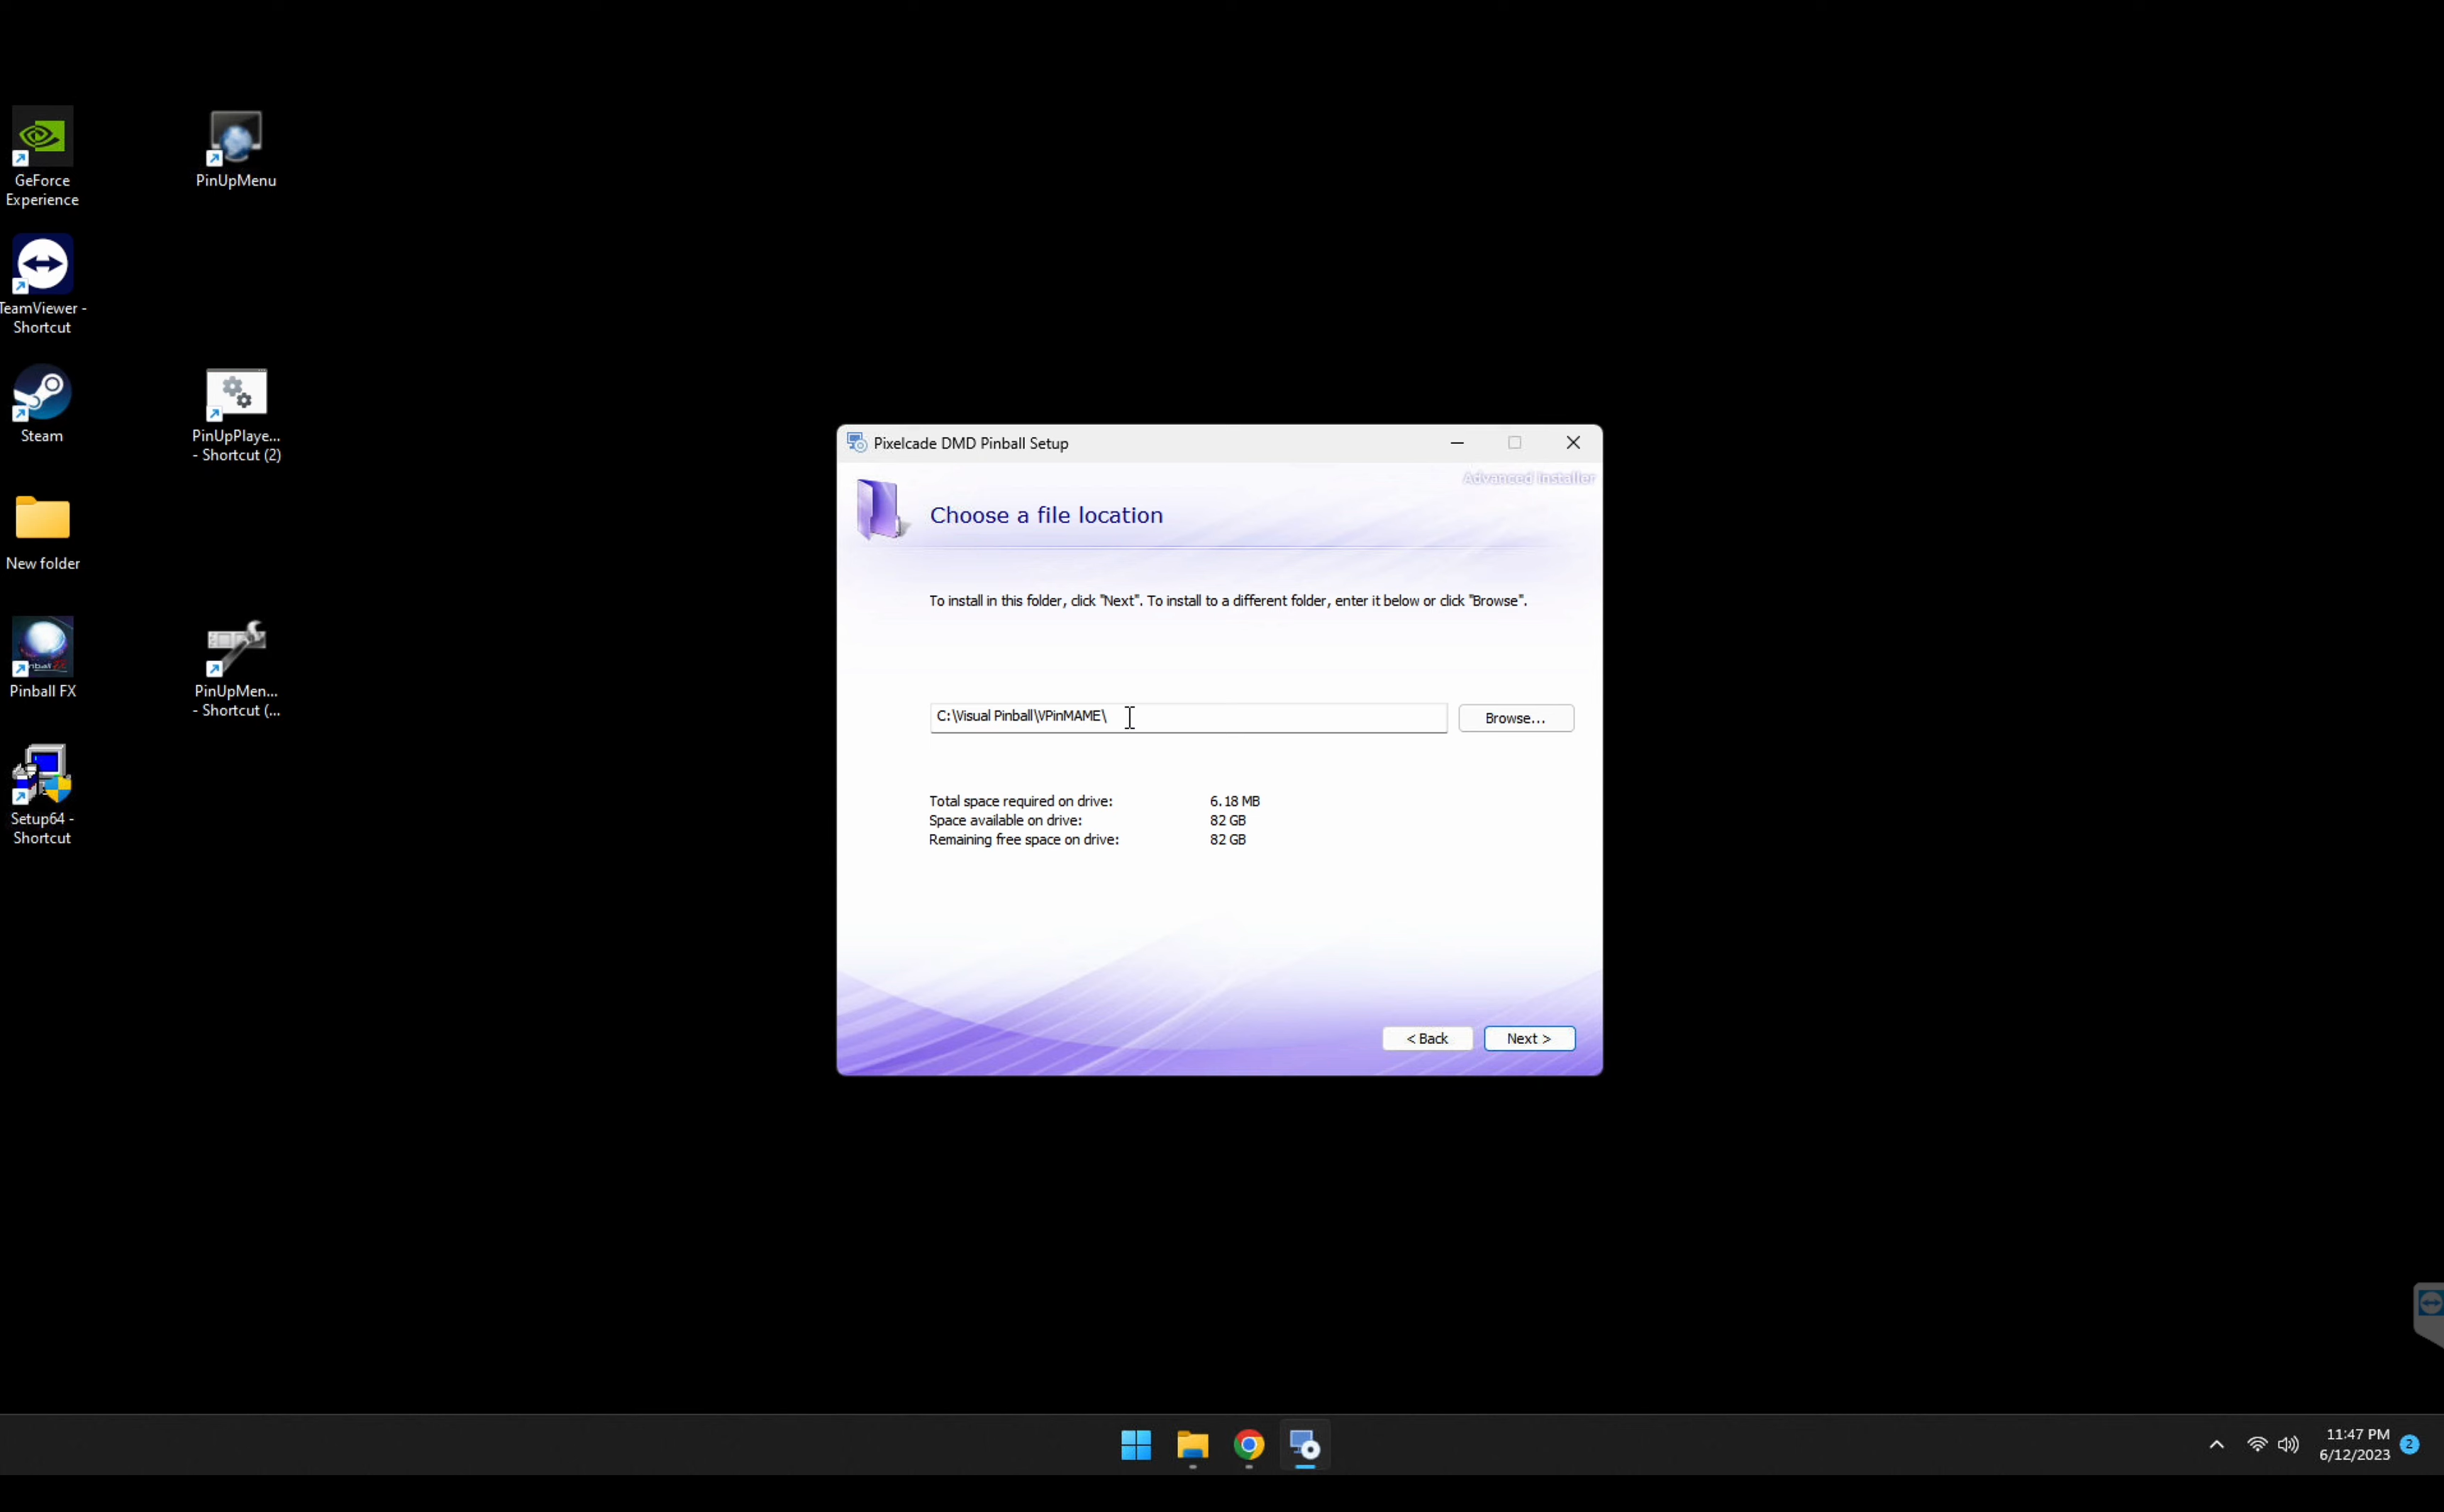 GeForce
Experience
PinUpMenu
TeamViewer -
Shortcut
Steam
PinUpPlaye...
- Shortcut (2)
New folder
Pinball FX
PinUpMen...
- Shortcut (...
Setup64 -
Shortcut
Pixelcade DMD Pinball Setup
Advanced Installer
Choose a file location
To install in this folder, click "Next". To install to a different folder, enter it below or click "Browse".
C:\Visual Pinball\VPinMAME\
Browse...
Total space required on drive: 6.18 MB
Space available on drive: 82 GB
Remaining free space on drive: 82 GB
< Back
Next >
11:47 PM
6/12/2023
2